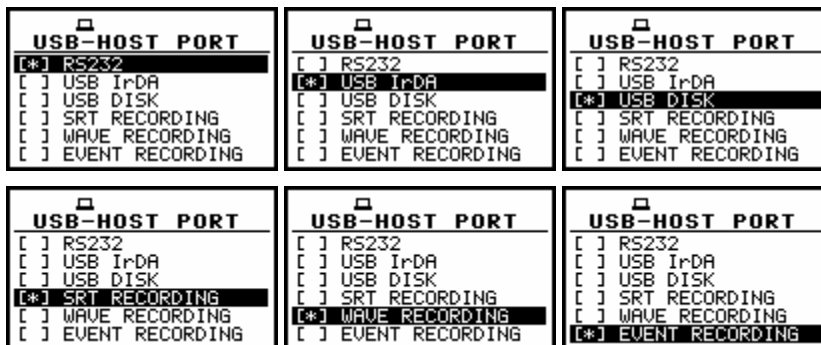 USB-HOST PORT
[*] RS232
[ ] USB IrDA
[ ] USB DISK
[ ] SRT RECORDING
[ ] WAVE RECORDING
[ ] EVENT RECORDING
USB-HOST PORT
[ ] RS232
[*] USB IrDA
[ ] USB DISK
[ ] SRT RECORDING
[ ] WAVE RECORDING
[ ] EVENT RECORDING
USB-HOST PORT
[ ] RS232
[ ] USB IrDA
[*] USB DISK
[ ] SRT RECORDING
[ ] WAVE RECORDING
[ ] EVENT RECORDING
USB-HOST PORT
[ ] RS232
[ ] USB IrDA
[ ] USB DISK
[*] SRT RECORDING
[ ] WAVE RECORDING
[ ] EVENT RECORDING
USB-HOST PORT
[ ] RS232
[ ] USB IrDA
[ ] USB DISK
[ ] SRT RECORDING
[*] WAVE RECORDING
[ ] EVENT RECORDING
USB-HOST PORT
[ ] RS232
[ ] USB IrDA
[ ] USB DISK
[ ] SRT RECORDING
[ ] WAVE RECORDING
[*] EVENT RECORDING